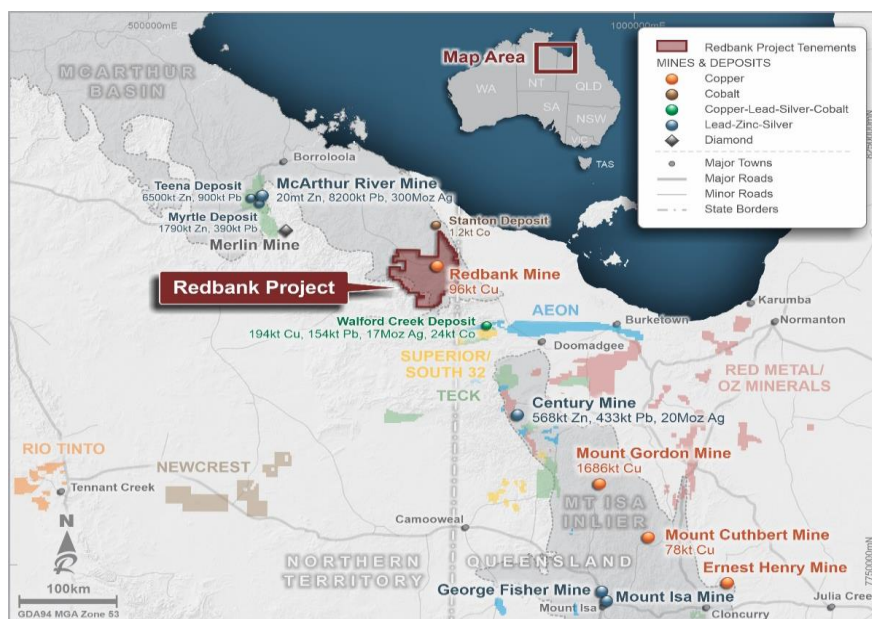 500000mE
1000000mE
MCARTHUR
BASIN
Map Area
WA
NT
QLD
SA
NSW
VIC
TAS
Redbank Project Tenements
MINES & DEPOSITS
Copper
Cobalt
Copper-Lead-Silver-Cobalt
Lead-Zinc-Silver
Diamond
Major Towns
Major Roads
Minor Roads
State Borders
Borroloola
Teena Deposit
6500kt Zn, 900kt Pb
McArthur River Mine
20mt Zn, 8200kt Pb, 300Moz Ag
Myrtle Deposit
1790kt Zn, 390kt Pb
Merlin Mine
Stanton Deposit
1.2kt Co
Redbank Project
Redbank Mine
96kt Cu
Walford Creek Deposit
194kt Cu, 154kt Pb, 17Moz Ag, 24kt Co
AEON
Burketown
Karumba
Normanton
Doomadgee
SUPERIOR/
SOUTH 32
TECK
RED METAL/
OZ MINERALS
Century Mine
568kt Zn, 433kt Pb, 20Moz Ag
RIO TINTO
NEWCREST
Tennant Creek
Mount Gordon Mine
1686kt Cu
MT ISA
INLIER
Camooweal
Mount Cuthbert Mine
78kt Cu
NORTHERN
TERRITORY
QUEENSLAND
Ernest Henry Mine
George Fisher Mine
Mount Isa
Mount Isa Mine
Cloncurry
Julia Creek
7750000mN
N
100km
GDA94 MGA Zone 53